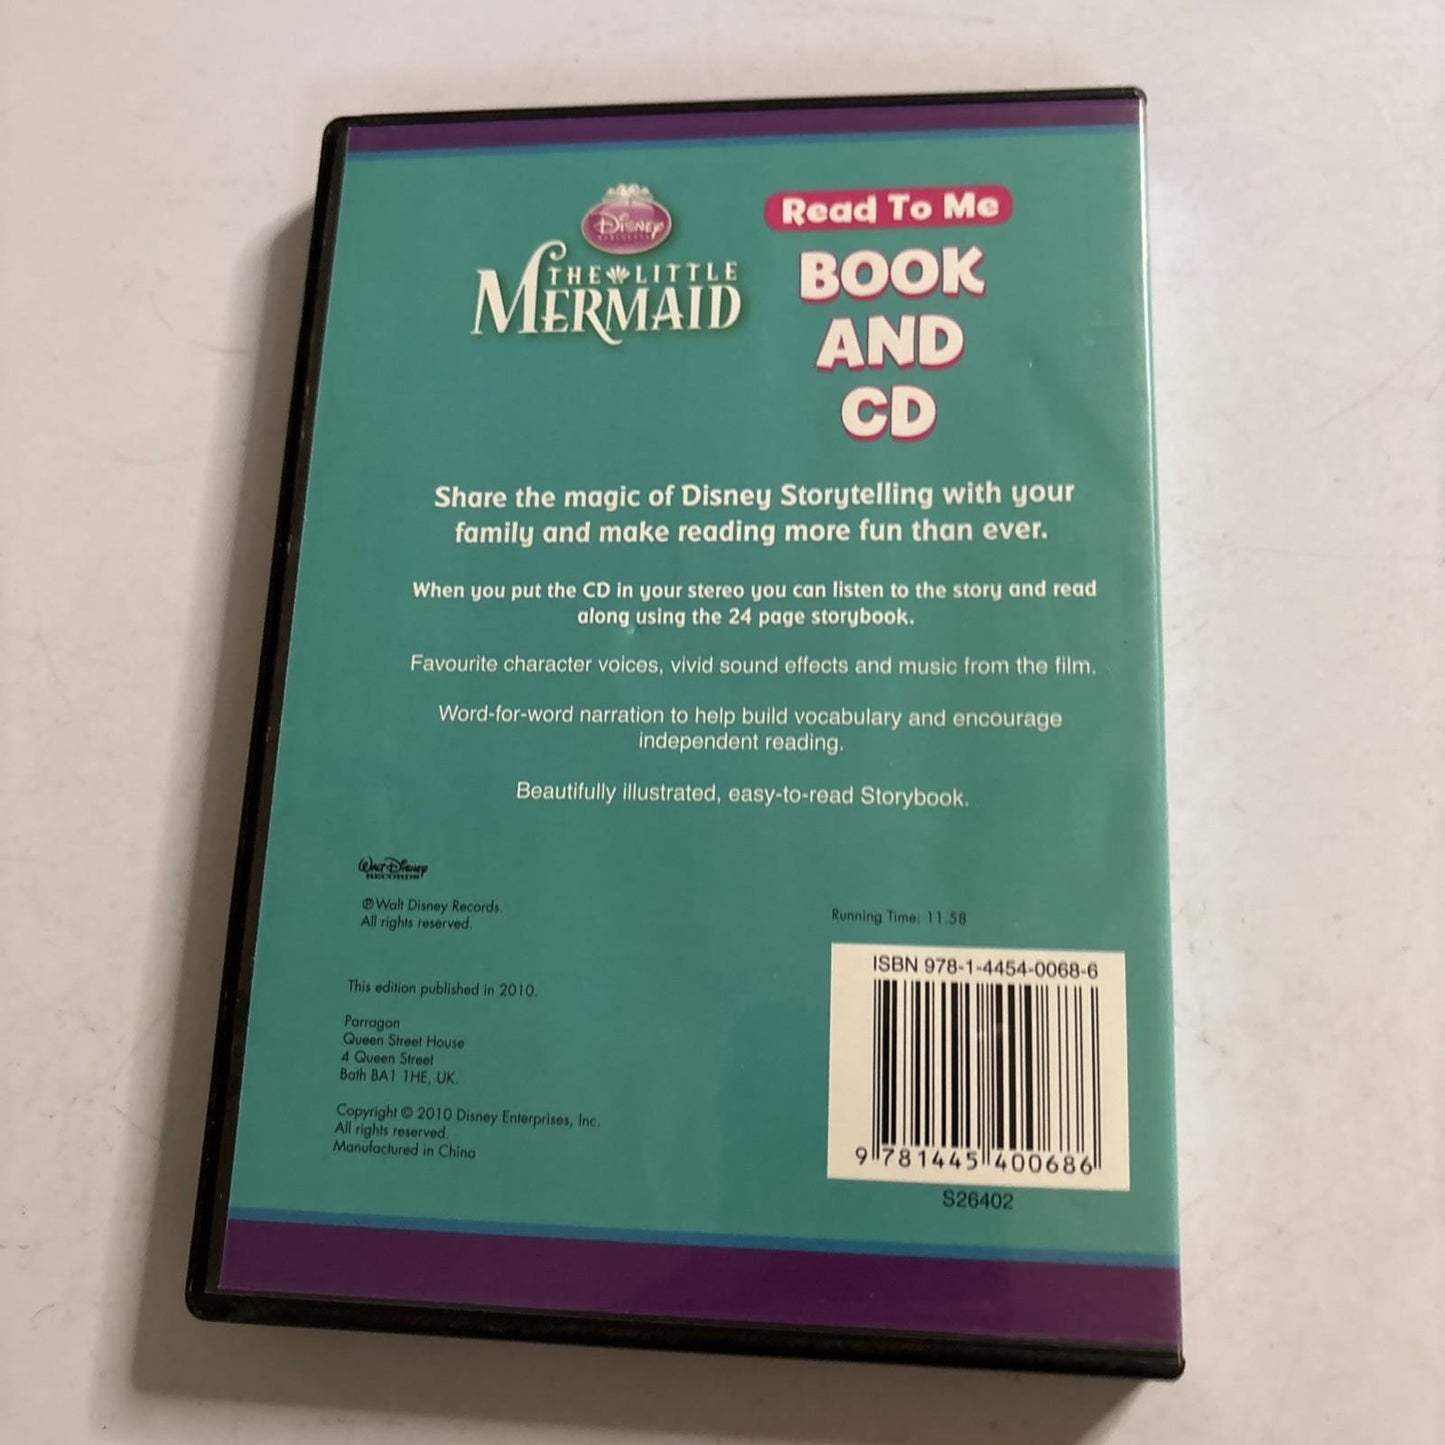 Disney
PRINCESS
THE LITTLE
MERMAID
Read To Me
BOOK
AND
CD
Share the magic of Disney Storytelling with your
family and make reading more fun than ever.
When you put the CD in your stereo you can listen to the story and read
along using the 24 page storybook.
Favourite character voices, vivid sound effects and music from the film.
Word-for-word narration to help build vocabulary and encourage
independent reading.
Beautifully illustrated, easy-to-read Storybook.
Walt Disney
RECORDS
℗ Walt Disney Records.
All rights reserved.
This edition published in 2010.
Parragon
Queen Street House
4 Queen Street
Bath BA1 1HE, UK.
Copyright © 2010 Disney Enterprises, Inc.
All rights reserved.
Manufactured in China
Running Time: 11.58
ISBN 978-1-4454-0068-6
9 781445 400686
S26402